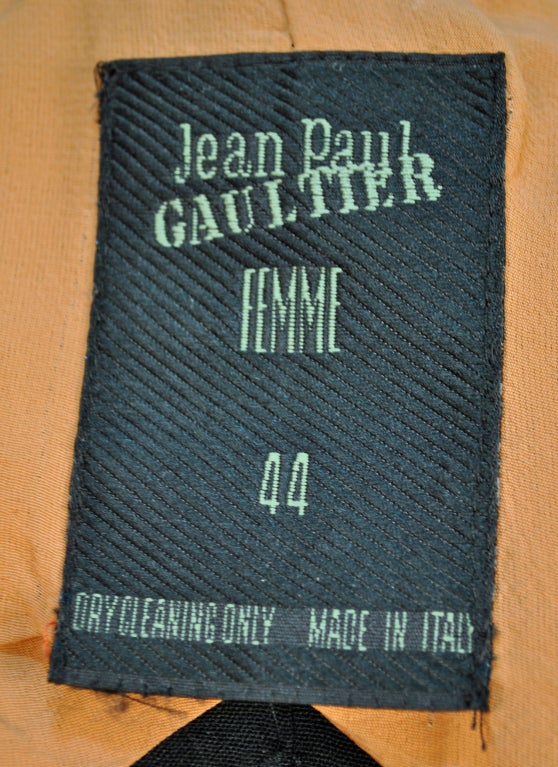 Jean Paul
GAULTIER
FEMME
44
DRY CLEANING ONLY MADE IN ITALY